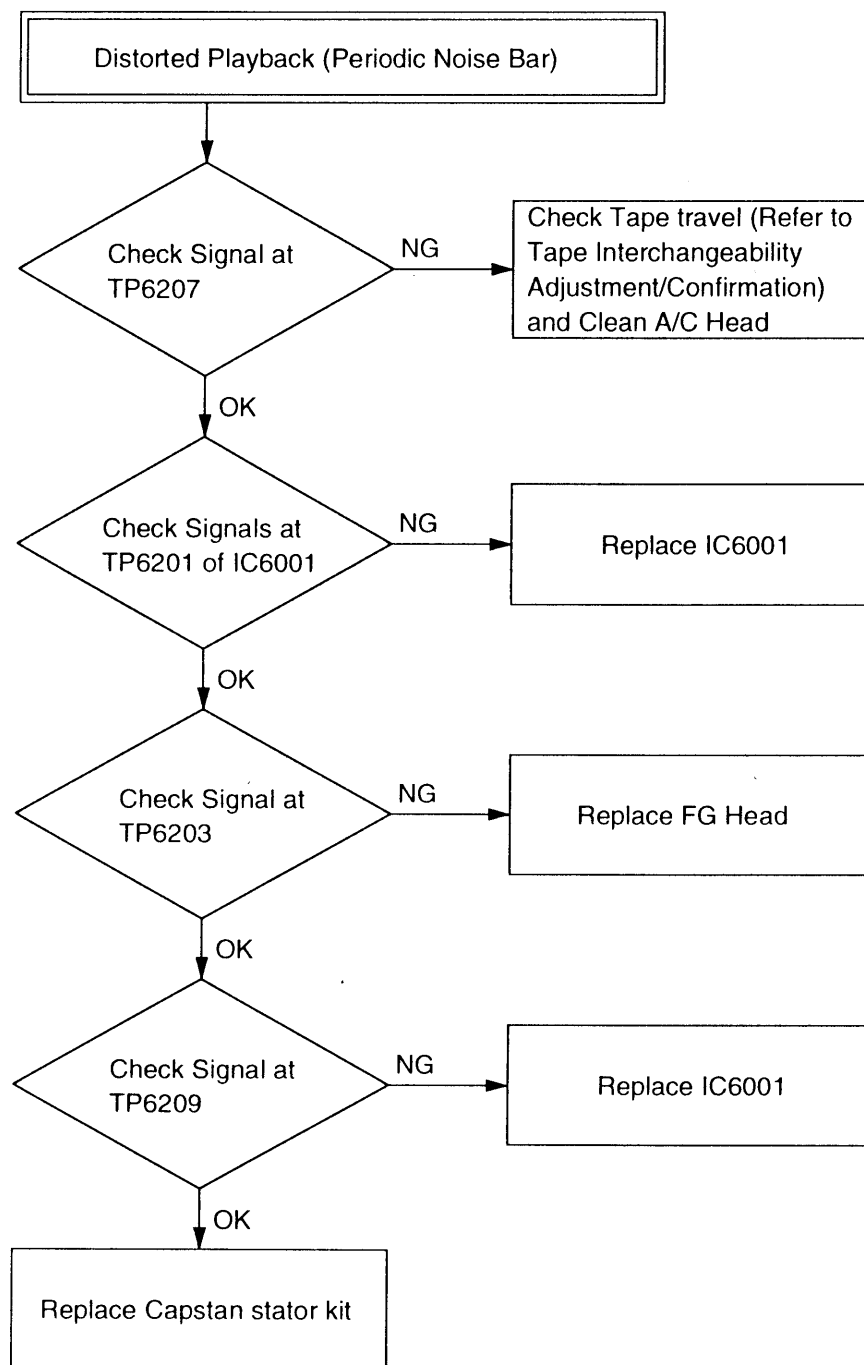 Distorted Playback (Periodic Noise Bar)
Check Signal at
TP6207
NG
Check Tape travel (Refer to
Tape Interchangeability
Adjustment/Confirmation)
and Clean A/C Head
OK
Check Signals at
TP6201 of IC6001
NG
Replace IC6001
OK
Check Signal at
TP6203
NG
Replace FG Head
OK
Check Signal at
TP6209
NG
Replace IC6001
OK
Replace Capstan stator kit